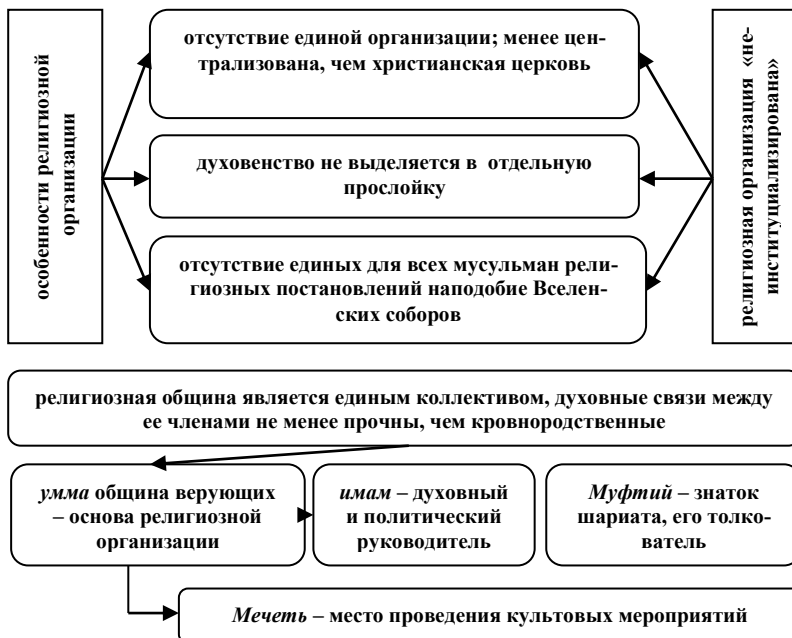 особенности религиозной
организации
отсутствие единой организации; менее цен-
трализована, чем христианская церковь
духовенство не выделяется в отдельную
прослойку
отсутствие единых для всех мусульман рели-
гиозных постановлений наподобие Вселен-
ских соборов
религиозная организация «не-
институциализирована»
религиозная община является единым коллективом, духовные связи между
ее членами не менее прочны, чем кровнородственные
умма община верующих
– основа религиозной
организации
имам – духовный
и политический
руководитель
Муфтий – знаток
шариата, его толко-
ватель
Мечеть – место проведения культовых мероприятий